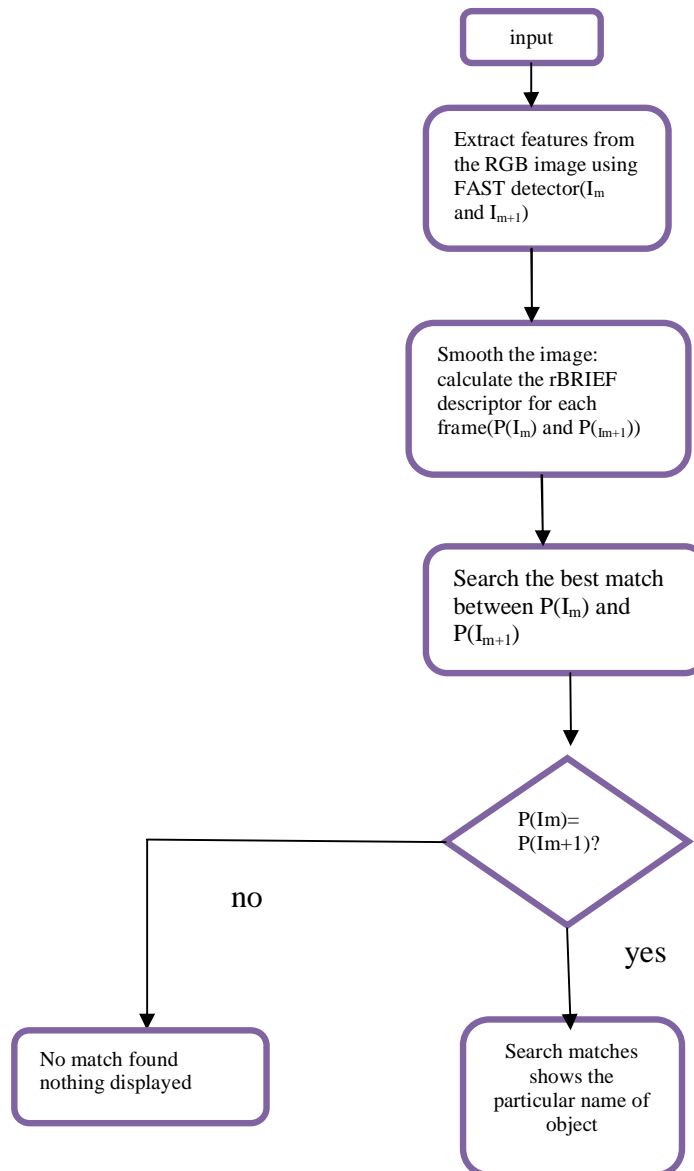 input
Extract features from
the RGB image using
FAST detector(Iₘ
and Iₘ₊₁)
Smooth the image:
calculate the rBRIEF
descriptor for each
frame(P(Iₘ) and P(ₗₘ₊₁))
Search the best match
between P(Iₘ) and
P(Iₘ₊₁)
P(Im)=
P(Im+1)?
no
yes
No match found
nothing displayed
Search matches
shows the
particular name of
object